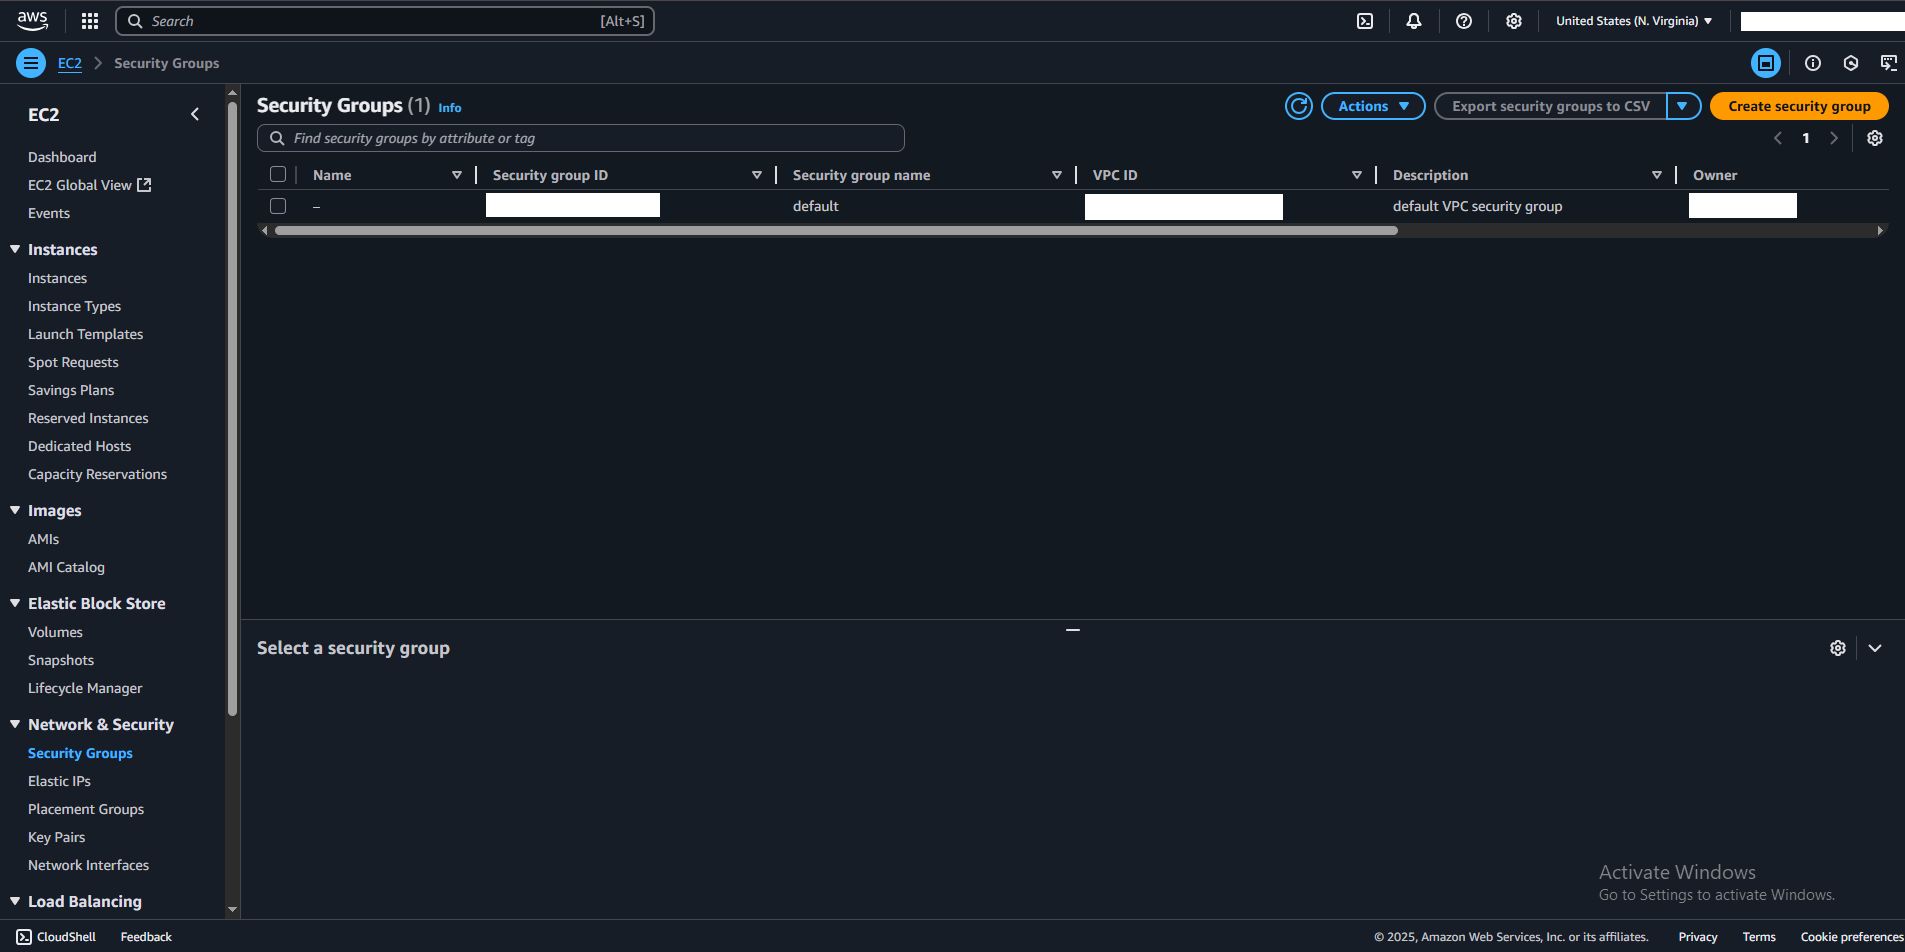 aws
Search [Alt+S]
United States (N. Virginia)
EC2 Security Groups
EC2
Dashboard
EC2 Global View
Events
Instances
Instances
Instance Types
Launch Templates
Spot Requests
Savings Plans
Reserved Instances
Dedicated Hosts
Capacity Reservations
Images
AMIs
AMI Catalog
Elastic Block Store
Volumes
Snapshots
Lifecycle Manager
Network & Security
Security Groups
Elastic IPs
Placement Groups
Key Pairs
Network Interfaces
Load Balancing
Security Groups (1) Info
Actions Export security groups to CSV Create security group
Find security groups by attribute or tag
1
Name Security group ID Security group name VPC ID Description Owner
– default default VPC security group
Select a security group
Activate Windows
Go to Settings to activate Windows.
CloudShell Feedback © 2025, Amazon Web Services, Inc. or its affiliates. Privacy Terms Cookie preferences